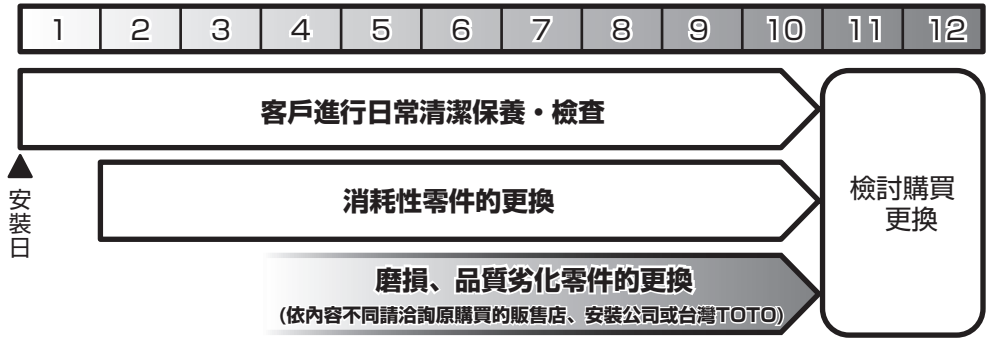 1 2 3 4 5 6 7 8 9 10 11 12
客戶進行日常清潔保養・檢查
安裝日
消耗性零件的更換
檢討購買
更換
磨損、品質劣化零件的更換
(依內容不同請洽詢原購買的販售店、安裝公司或台灣TOTO)